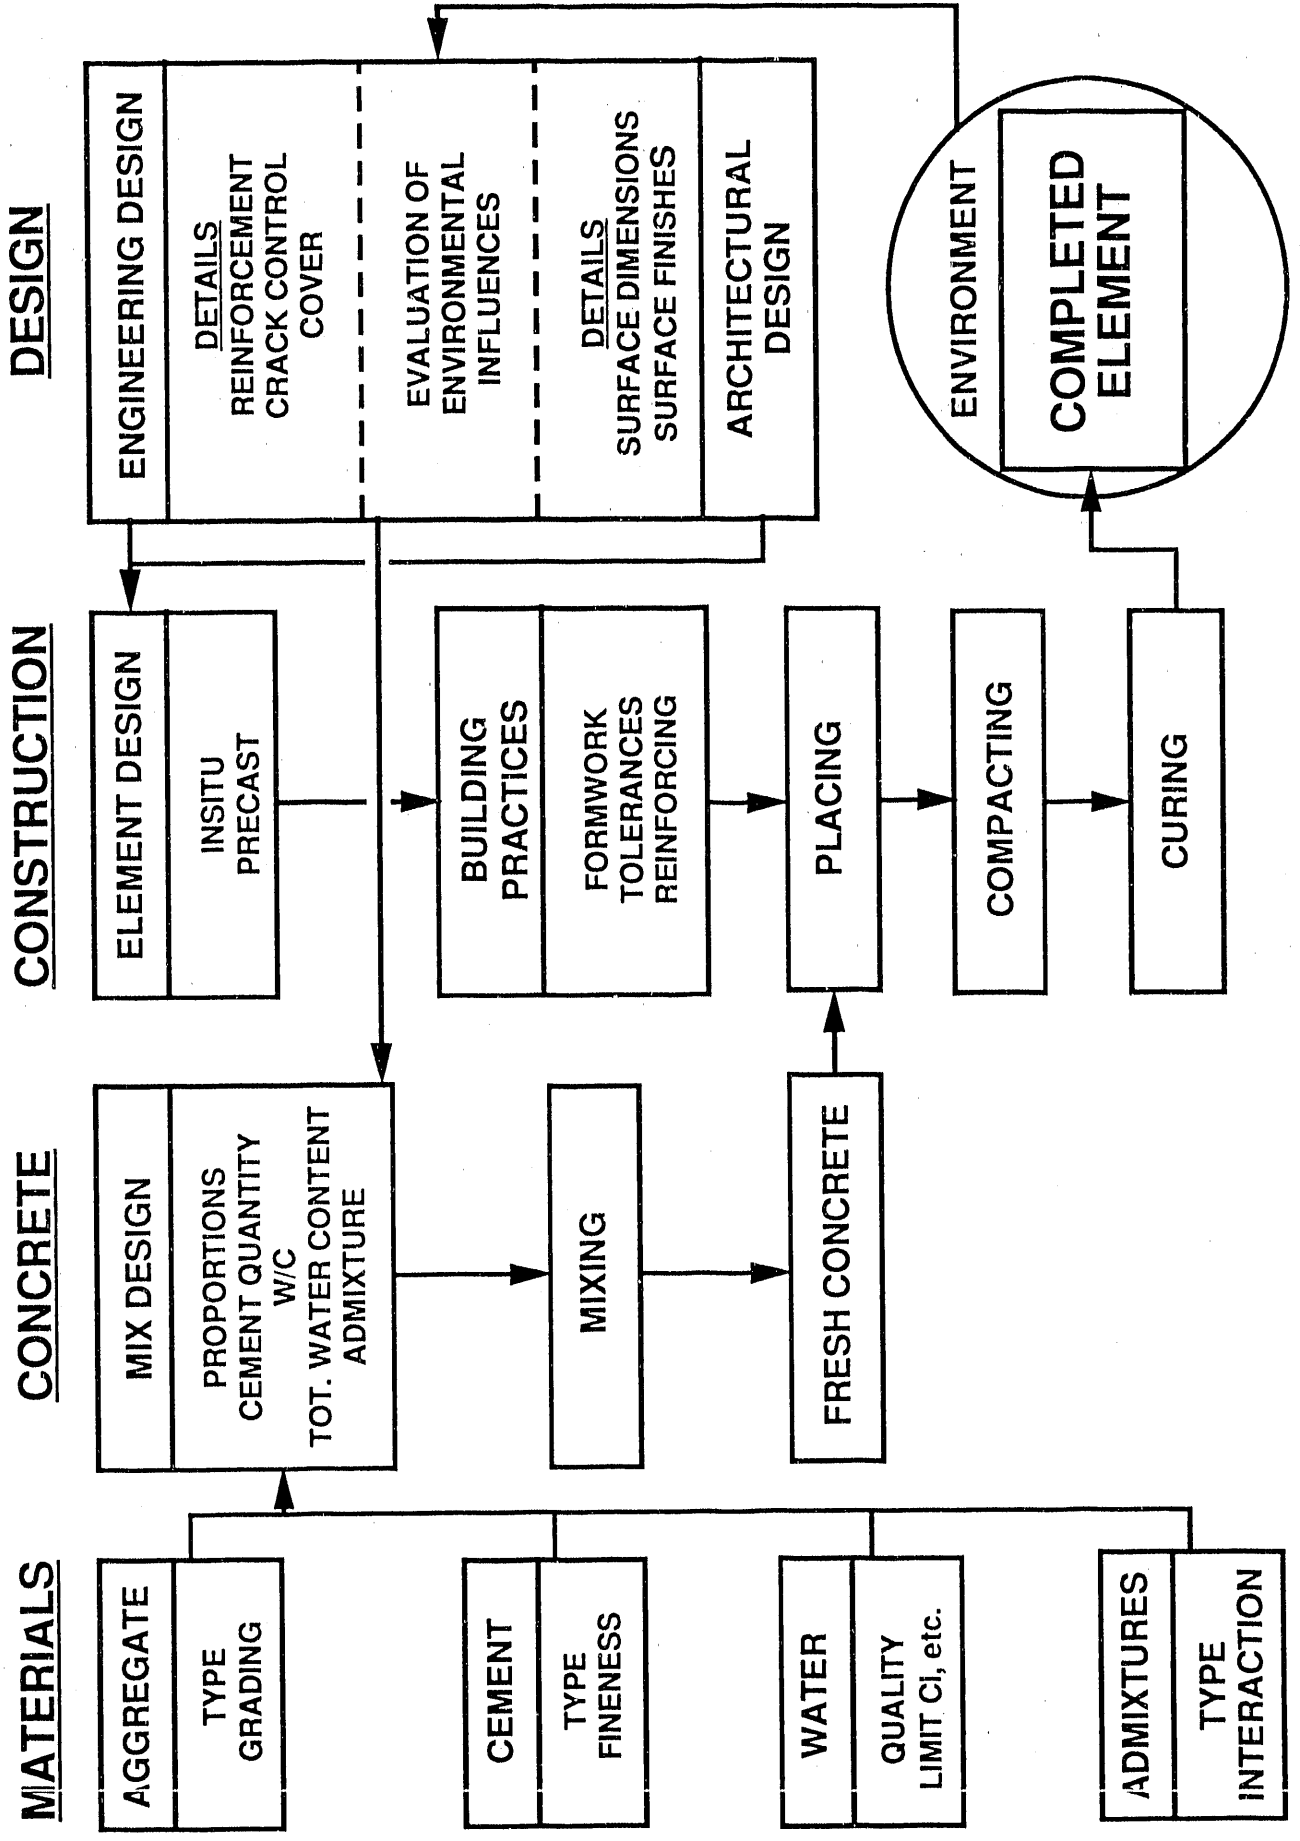 MATERIALS
AGGREGATE
TYPE
GRADING
CEMENT
TYPE
FINENESS
WATER
QUALITY
LIMIT Cl, etc.
ADMIXTURES
TYPE
INTERACTION
CONCRETE
MIX DESIGN
PROPORTIONS
CEMENT QUANTITY
W/C
TOT. WATER CONTENT
ADMIXTURE
MIXING
FRESH CONCRETE
CONSTRUCTION
ELEMENT DESIGN
INSITU
PRECAST
BUILDING
PRACTICES
FORMWORK
TOLERANCES
REINFORCING
PLACING
COMPACTING
CURING
DESIGN
ENGINEERING DESIGN
DETAILS
REINFORCEMENT
CRACK CONTROL
COVER
EVALUATION OF
ENVIRONMENTAL
INFLUENCES
DETAILS
SURFACE DIMENSIONS
SURFACE FINISHES
ARCHITECTURAL
DESIGN
ENVIRONMENT
COMPLETED
ELEMENT